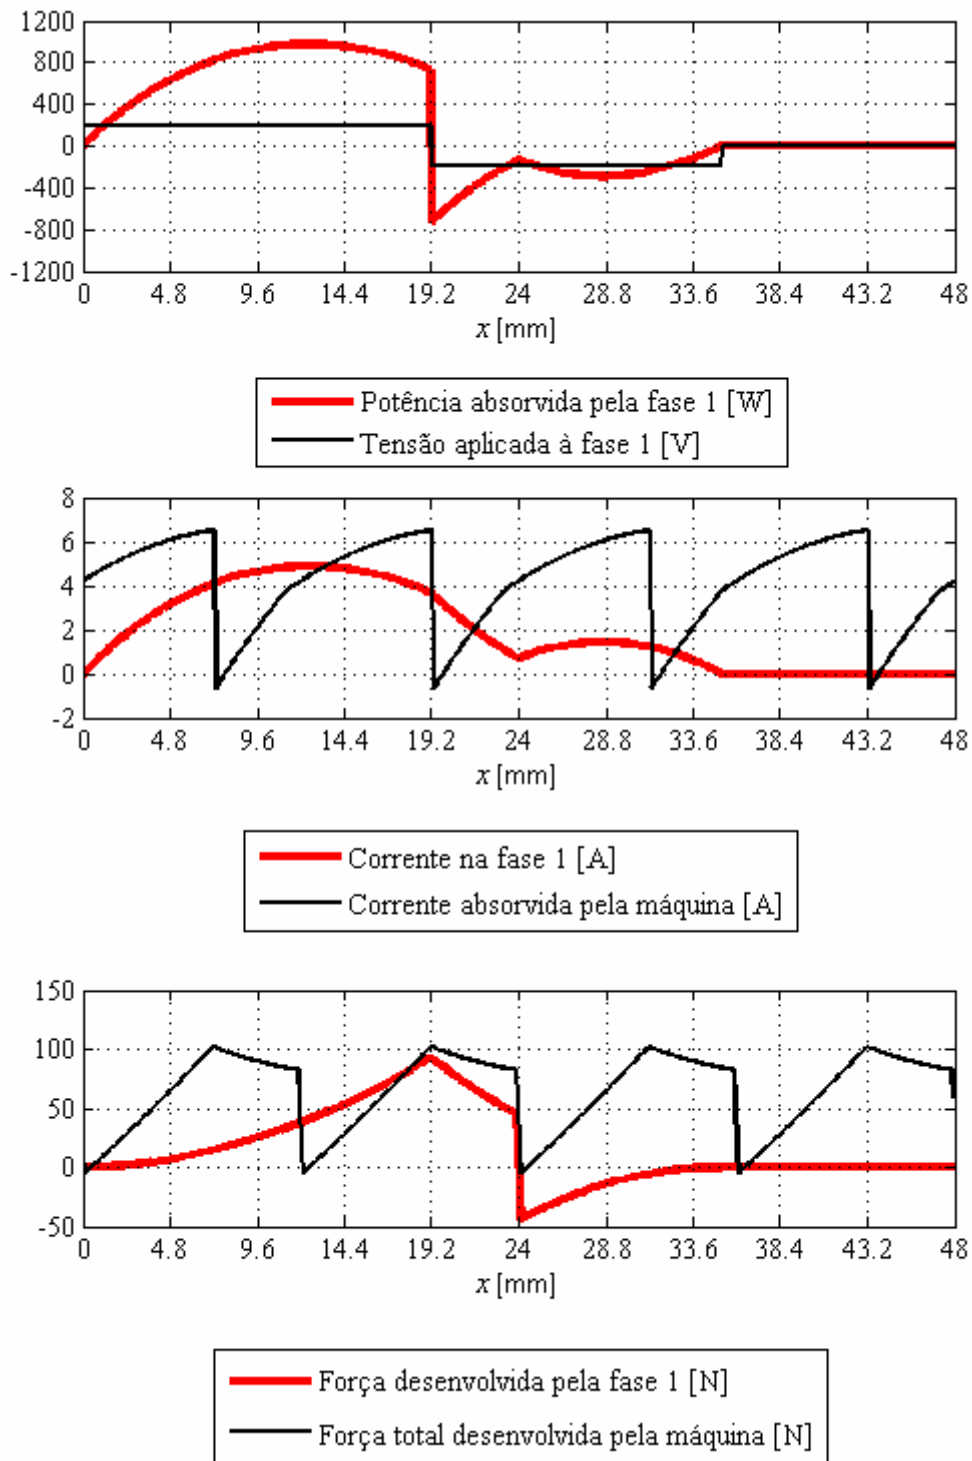 1200
800
400
0
-400
-800
-1200
0 4.8 9.6 14.4 19.2 24 28.8 33.6 38.4 43.2 48
x [mm]
Potência absorvida pela fase 1 [W]
Tensão aplicada à fase 1 [V]
8
6
4
2
0
-2
0 4.8 9.6 14.4 19.2 24 28.8 33.6 38.4 43.2 48
x [mm]
Corrente na fase 1 [A]
Corrente absorvida pela máquina [A]
150
100
50
0
-50
0 4.8 9.6 14.4 19.2 24 28.8 33.6 38.4 43.2 48
x [mm]
Força desenvolvida pela fase 1 [N]
Força total desenvolvida pela máquina [N]